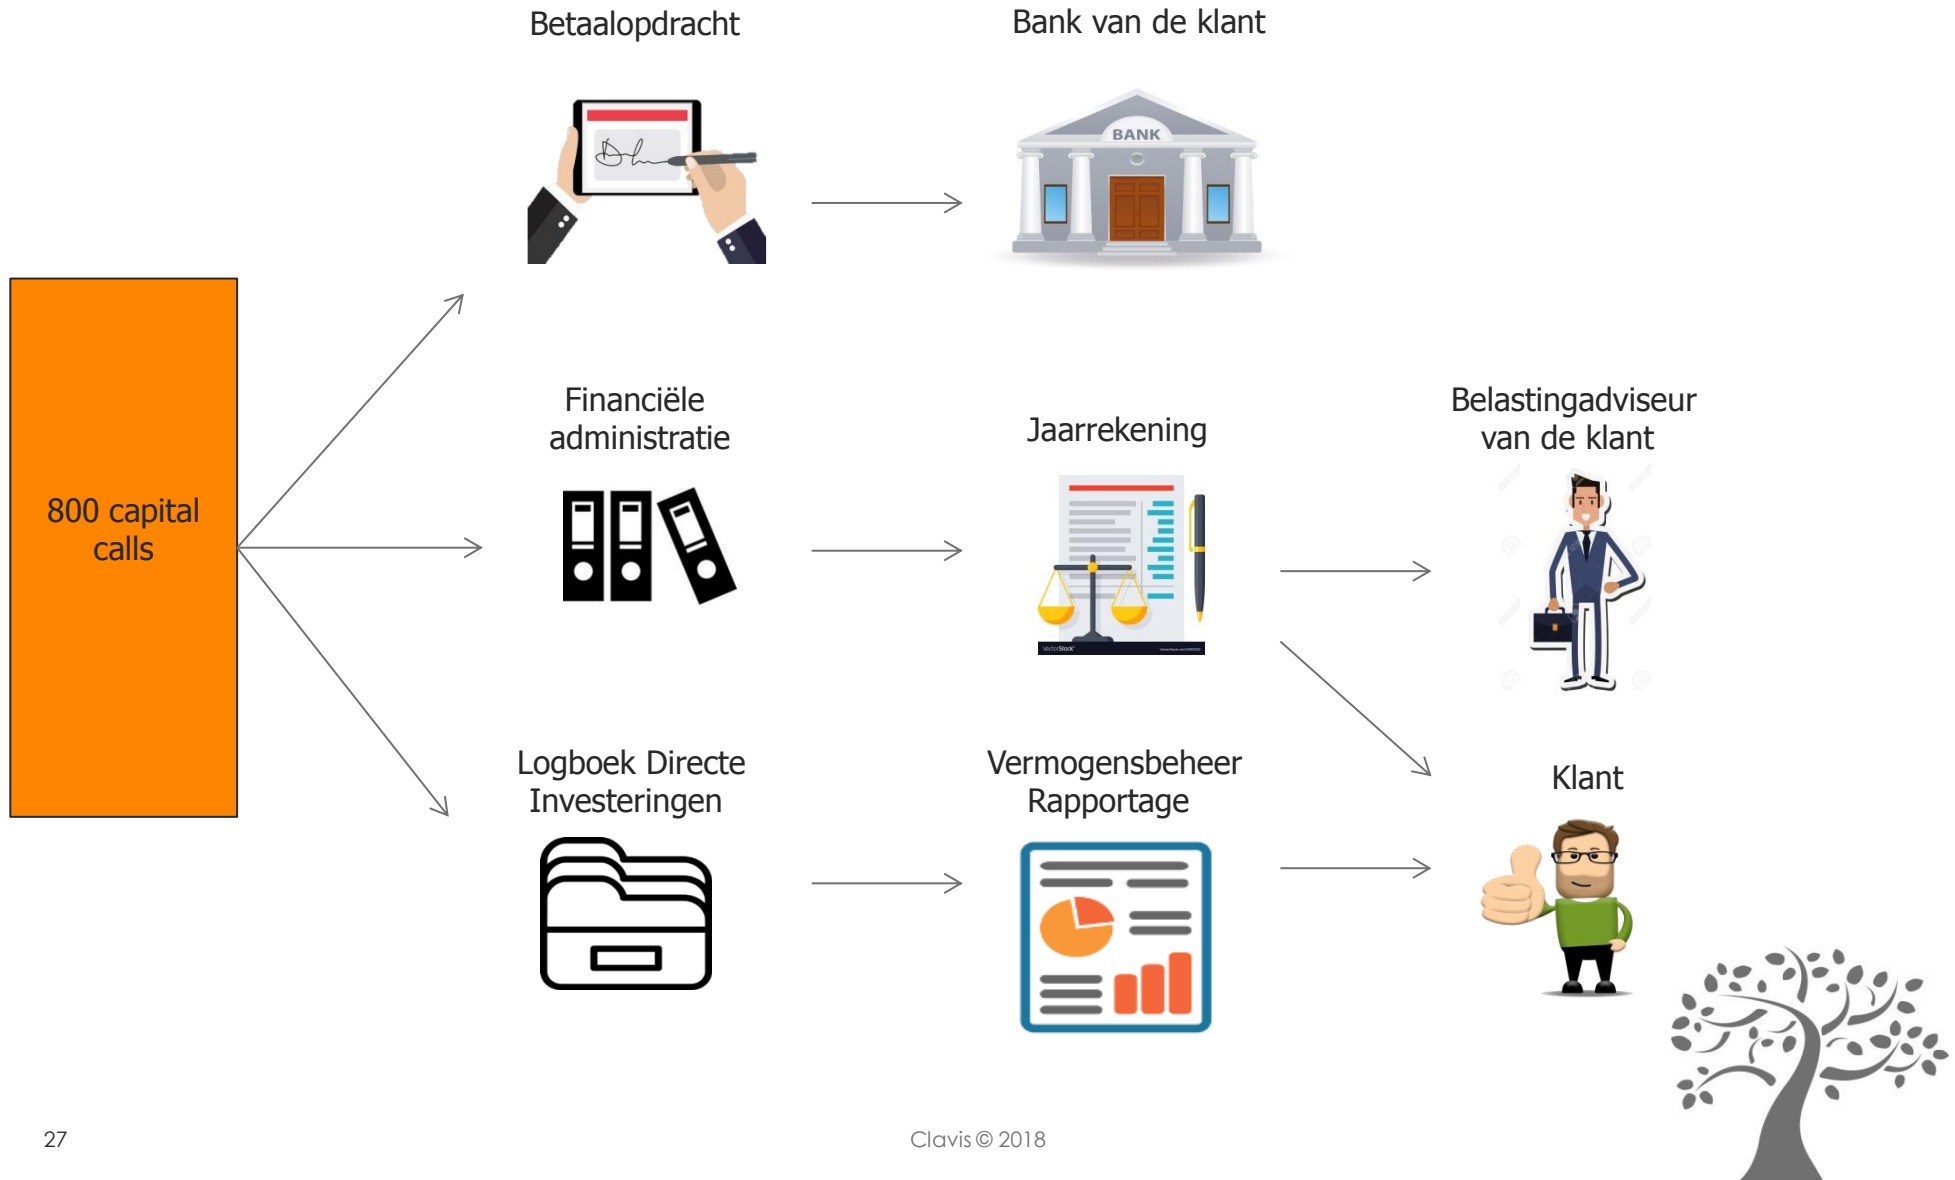 Betaalopdracht
Bank van de klant
BANK
800 capital
calls
Financiële
administratie
Jaarrekening
Belastingadviseur
van de klant
VectorStock
Logboek Directe
Investeringen
Vermogensbeheer
Rapportage
Klant
27
Clavis © 2018